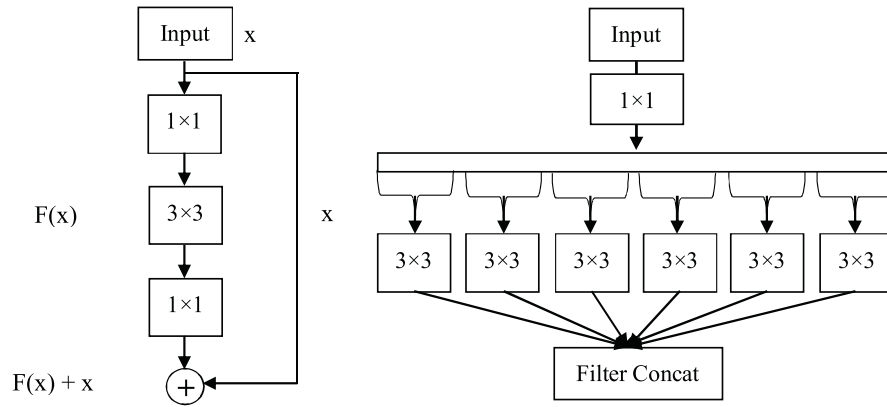 Input x
1×1
F(x) 3×3 x
1×1
F(x) + x +
Input
1×1
3×3 3×3 3×3 3×3 3×3 3×3
Filter Concat